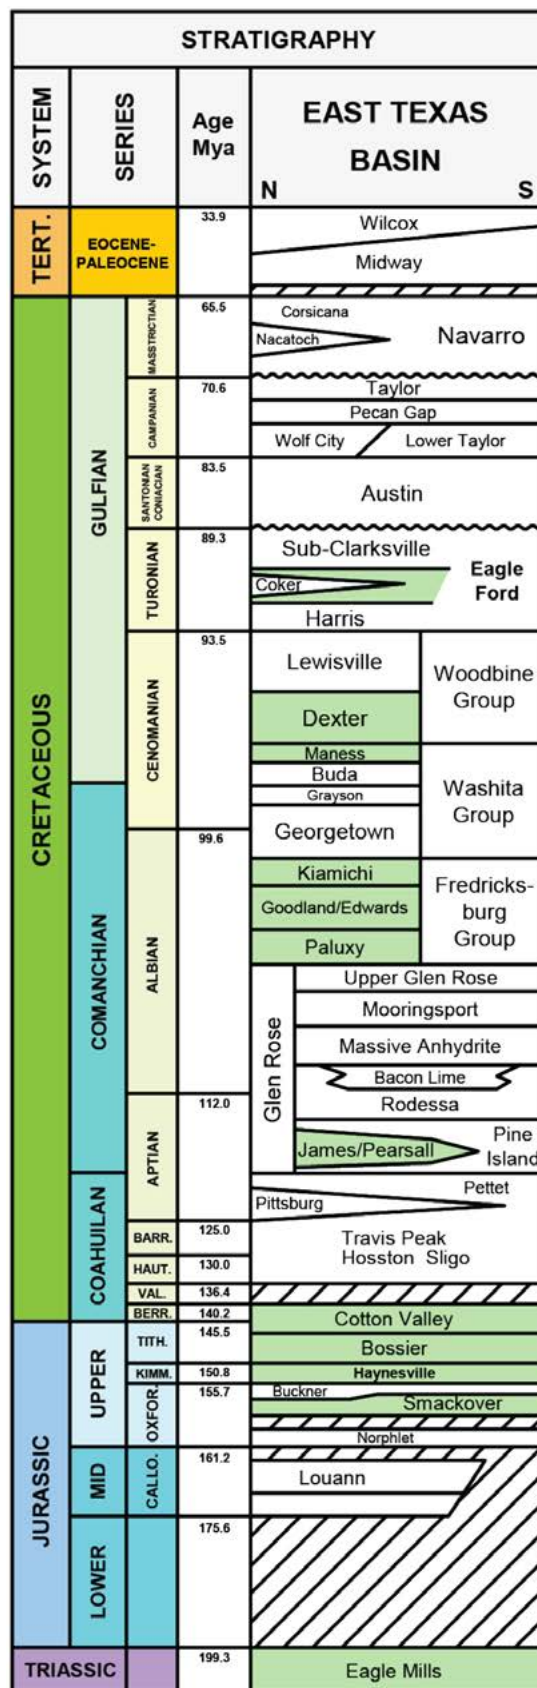 STRATIGRAPHY
SYSTEM
SERIES
Age
Mya
EAST TEXAS
BASIN
N
S
TERT.
EOCENE-
PALEOCENE
33.9
Wilcox
Midway
CRETACEOUS
GULFIAN
MASSTRICTIAN
65.5
Corsicana
Nacatoch
Navarro
CAMPANIAN
70.6
Taylor
Pecan Gap
Wolf City
Lower Taylor
SANTONIAN
CONIACIAN
83.5
Austin
TURONIAN
89.3
Sub-Clarksville
Coker
Eagle
Ford
Harris
CENOMANIAN
93.5
Lewisville
Woodbine
Group
Dexter
Maness
Buda
Grayson
Washita
Group
Georgetown
COMANCHIAN
ALBIAN
99.6
Kiamichi
Goodland/Edwards
Fredricks-
burg
Group
Paluxy
Glen Rose
Upper Glen Rose
Mooringsport
Massive Anhydrite
Bacon Lime
Rodessa
APTIAN
112.0
James/Pearsall
Pine
Island
COAHUILAN
Pittsburg
Pettet
BARR.
125.0
Travis Peak
Hosston Sligo
HAUT.
130.0
VAL.
136.4
BERR.
140.2
Cotton Valley
JURASSIC
UPPER
TITH.
145.5
Bossier
KIMM.
150.8
Haynesville
OXFOR.
155.7
Buckner
Smackover
Norphlet
MID
CALLO.
161.2
Louann
LOWER
175.6
TRIASSIC
199.3
Eagle Mills